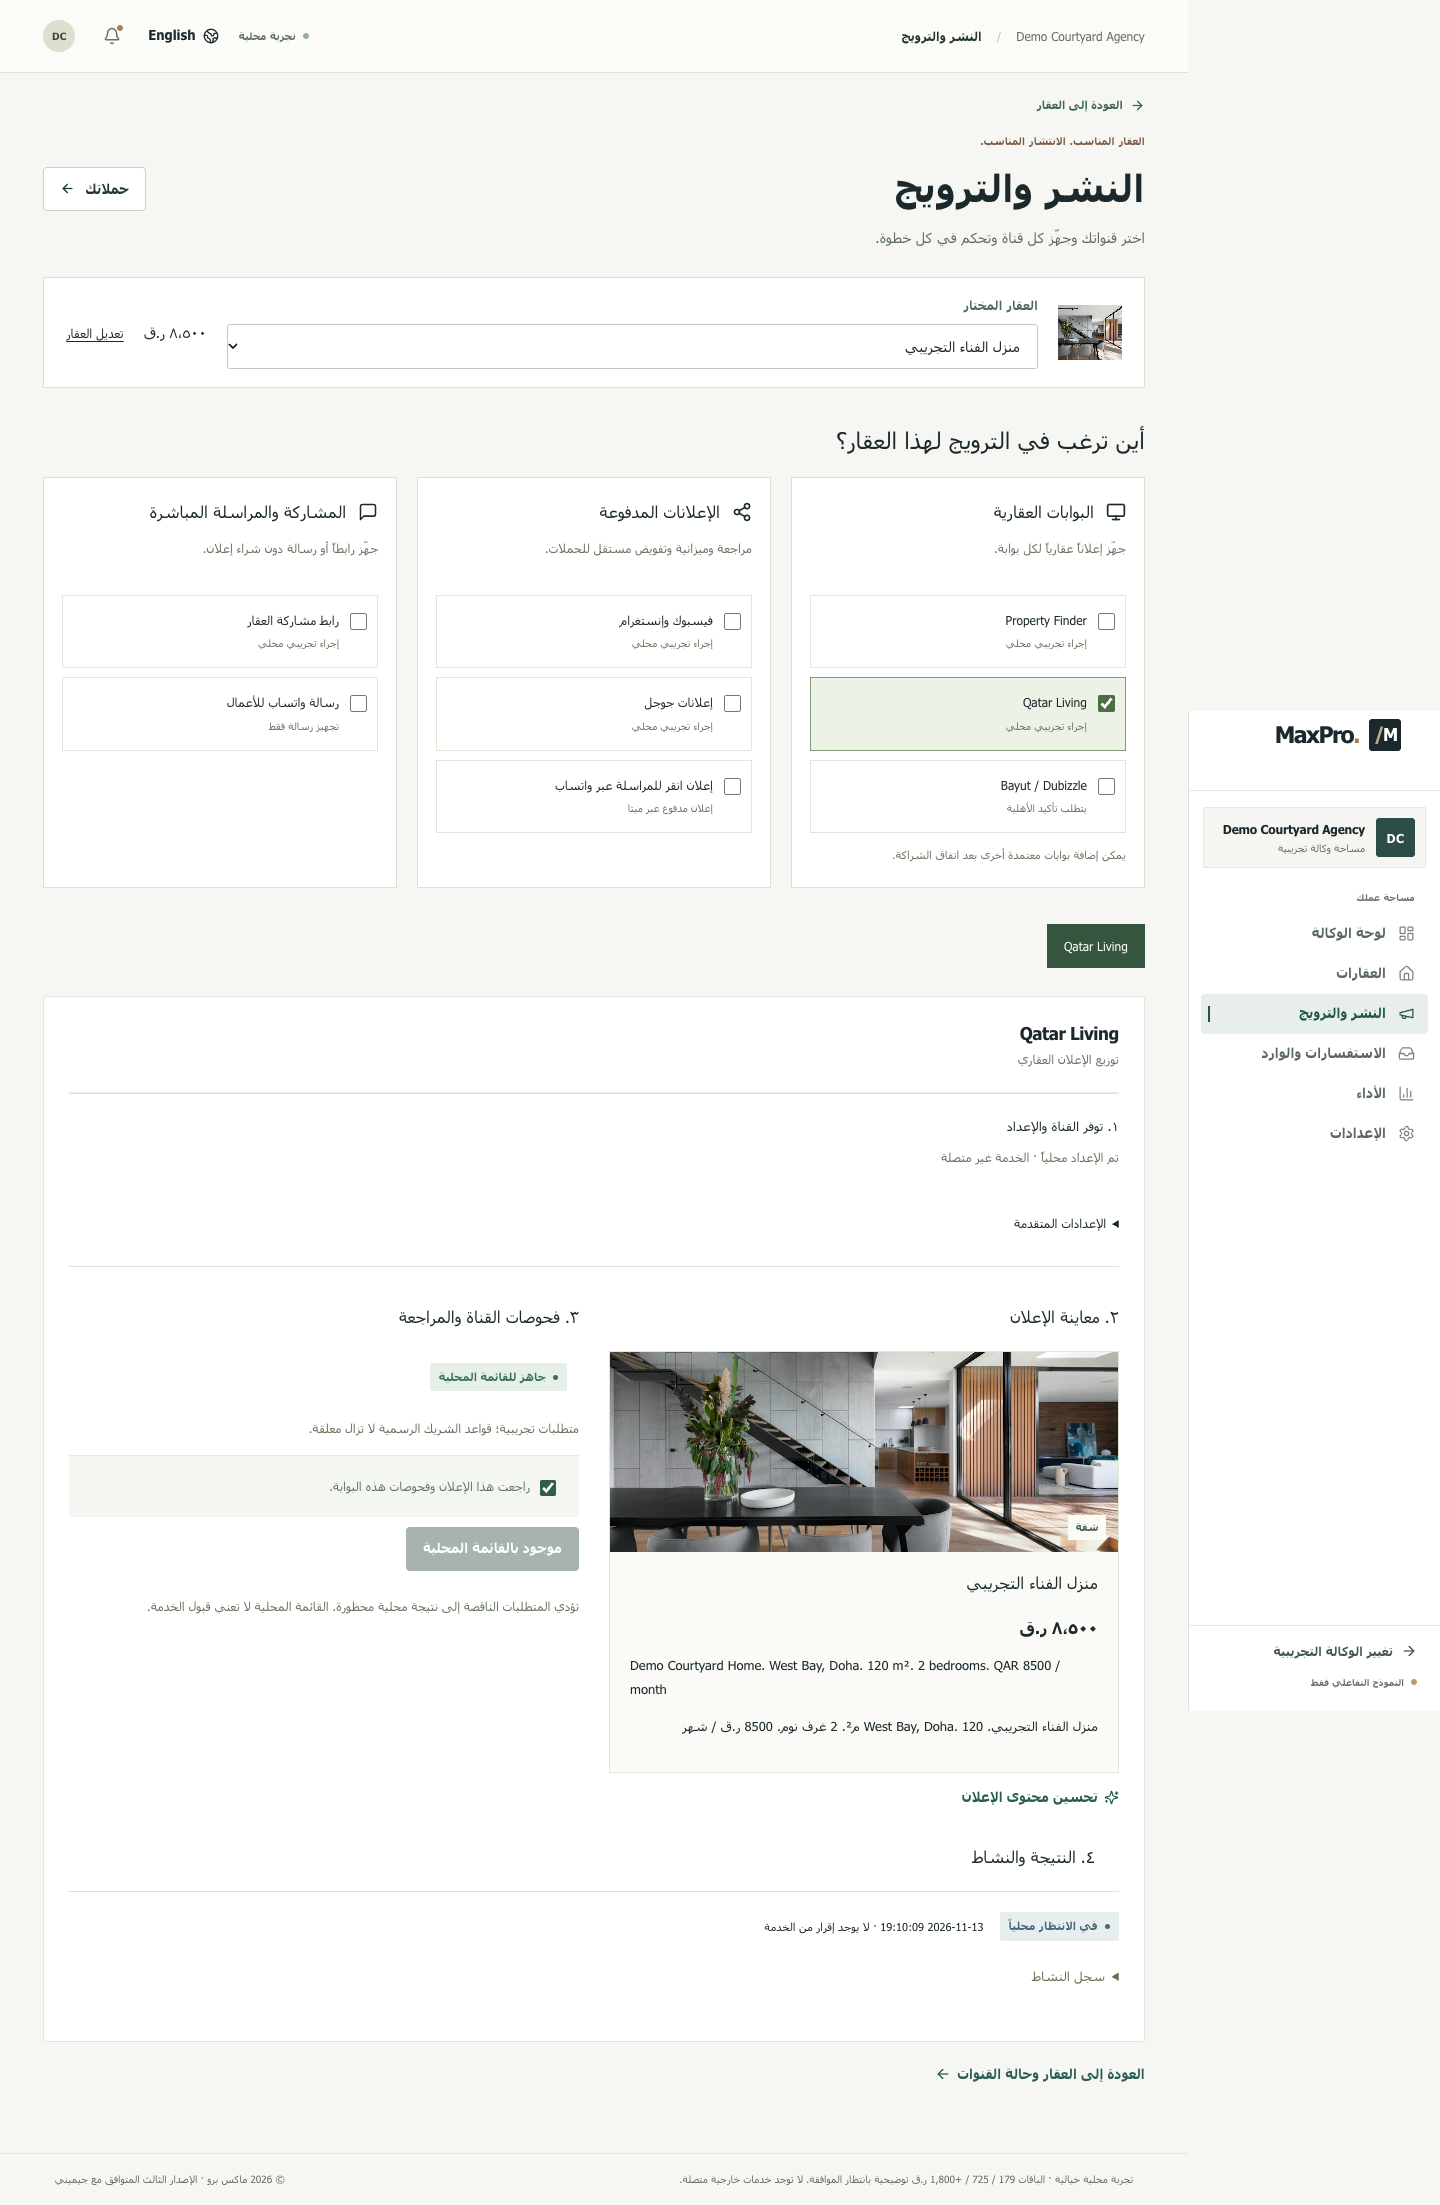 Demo Courtyard Agency / النشر والترويج
تجربة محلية
English
DC
العودة إلى العقار
العقار المناسب. الانتشار المناسب.
النشر والترويج
حملاتك
اختر قنواتك وجهّز كل قناة وتحكم في كل خطوة.
العقار المختار
منزل الفناء التجريبي
٨،٥٠٠ ر.ق
تعديل العقار
أين ترغب في الترويج لهذا العقار؟
البوابات العقارية
جهّز إعلاناً عقارياً لكل بوابة.
Property Finder
إجراء تجريبي محلي
Qatar Living
إجراء تجريبي محلي
Bayut / Dubizzle
يتطلب تأكيد الأهلية
يمكن إضافة بوابات معتمدة أخرى بعد اتفاق الشراكة.
الإعلانات المدفوعة
مراجعة وميزانية وتفويض مستقل للحملات.
فيسبوك وإنستغرام
إجراء تجريبي محلي
إعلانات جوجل
إجراء تجريبي محلي
إعلان انقر للمراسلة عبر واتساب
إعلان مدفوع عبر ميتا
المشاركة والمراسلة المباشرة
جهّز رابطاً أو رسالة دون شراء إعلان.
رابط مشاركة العقار
إجراء تجريبي محلي
رسالة واتساب للأعمال
تجهيز رسالة فقط
Qatar Living
Qatar Living
توزيع الإعلان العقاري
١. توفر القناة والإعداد
تم الإعداد محلياً · الخدمة غير متصلة
الإعدادات المتقدمة
٢. معاينة الإعلان
شقة
منزل الفناء التجريبي
٨،٥٠٠ ر.ق
Demo Courtyard Home. West Bay, Doha. 120 m². 2 bedrooms. QAR 8500 /
month
منزل الفناء التجريبي. West Bay, Doha. 120 م². 2 غرف نوم. 8500 ر.ق / شهر
تحسين محتوى الإعلان
٣. فحوصات القناة والمراجعة
جاهز للقائمة المحلية
متطلبات تجريبية؛ قواعد الشريك الرسمية لا تزال معلقة.
راجعت هذا الإعلان وفحوصات هذه البوابة.
موجود بالقائمة المحلية
تؤدي المتطلبات الناقصة إلى نتيجة محلية محظورة. القائمة المحلية لا تعني قبول الخدمة.
٤. النتيجة والنشاط
في الانتظار محلياً
2026-11-13 19:10:09 · لا يوجد إقرار من الخدمة
سجل النشاط
العودة إلى العقار وحالة القنوات
تجربة محلية خيالية · الباقات 179 / 725 / +1,800 ر.ق توضيحية بانتظار الموافقة. لا توجد خدمات خارجية متصلة.
© 2026 ماكس برو · الإصدار الثالث المتوافق مع جيميني
/M
MaxPro.
DC
Demo Courtyard Agency
مساحة وكالة تجريبية
مساحة عملك
لوحة الوكالة
العقارات
النشر والترويج
الاستفسارات والوارد
الأداء
الإعدادات
تغيير الوكالة التجريبية
النموذج التفاعلي فقط